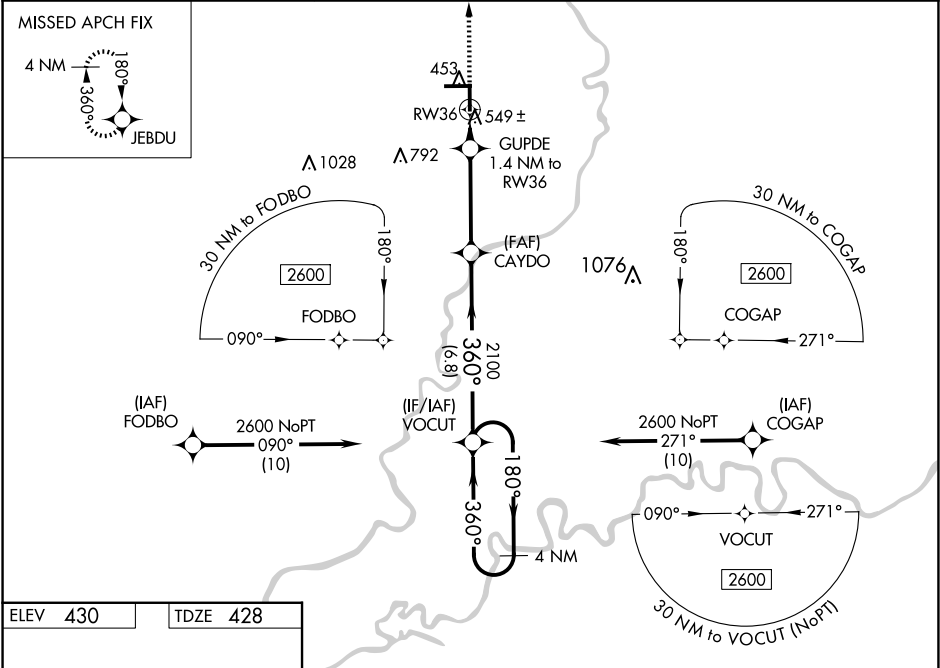 MISSED APCH FIX
4 NM
180°
360°
JEBDU
453
RW36
549 ±
GUPDE
1.4 NM to
RW36
1028
792
30 NM to FODBO
180°
2600
FODBO
090°
(FAF)
CAYDO
1076
30 NM to COGAP
180°
2600
COGAP
271°
2100
360°
(6.8)
(IAF)
FODBO
2600 NoPT
090°
(10)
(IF/IAF)
VOCUT
2600 NoPT
271°
(10)
(IAF)
COGAP
180°
360°
4 NM
090°
271°
VOCUT
2600
30 NM to VOCUT (NoPT)
ELEV 430
TDZE 428